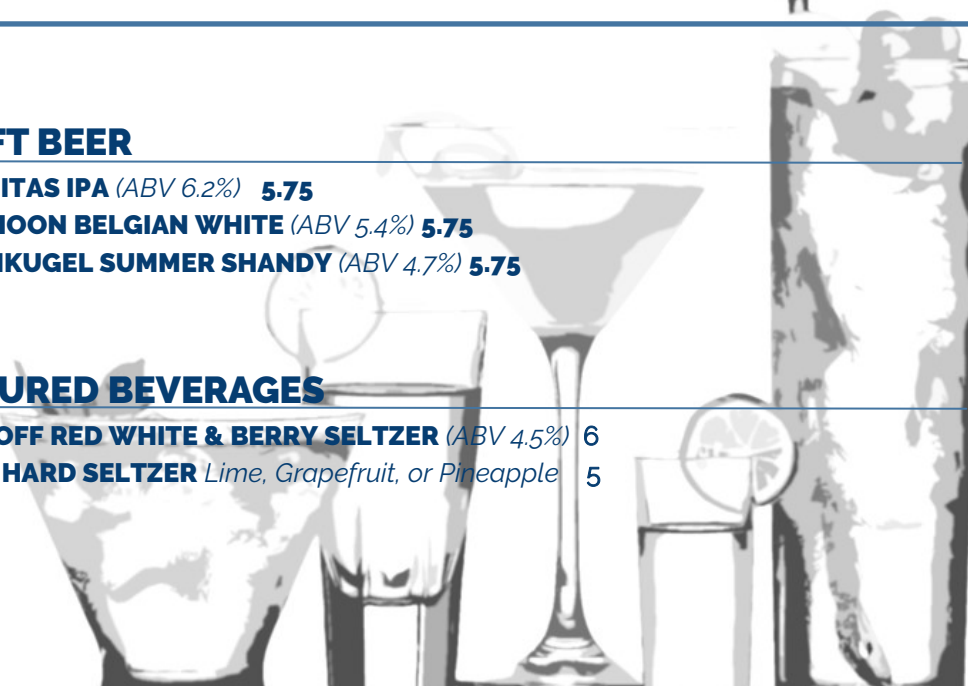 FT BEER
ITAS IPA (ABV 6.2%) 5.75
MOON BELGIAN WHITE (ABV 5.4%) 5.75
NKUGEL SUMMER SHANDY (ABV 4.7%) 5.75
URED BEVERAGES
OFF RED WHITE & BERRY SELTZER (ABV 4.5%) 6
HARD SELTZER Lime, Grapefruit, or Pineapple 5